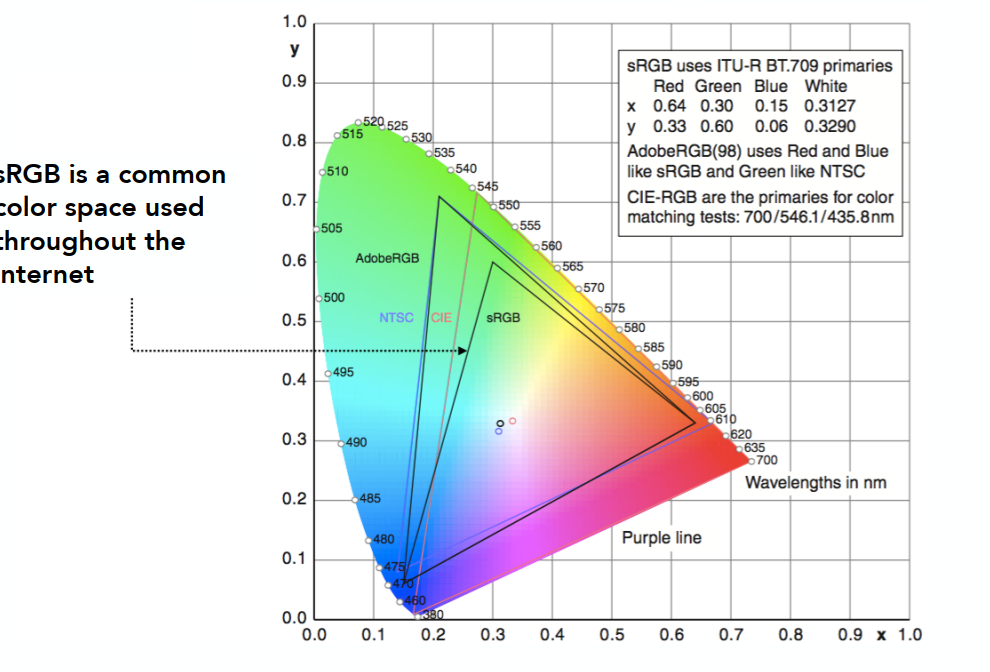 sRGB is a common
color space used
throughout the
internet
1.0
y
0.9
0.8
0.7
0.6
0.5
0.4
0.3
0.2
0.1
0.0
0.0 0.1 0.2 0.3 0.4 0.5 0.6 0.7 0.8 0.9 x 1.0
sRGB uses ITU-R BT.709 primaries
Red Green Blue White
x 0.64 0.30 0.15 0.3127
y 0.33 0.60 0.06 0.3290
AdobeRGB(98) uses Red and Blue
like sRGB and Green like NTSC
CIE-RGB are the primaries for color
matching tests: 700/546.1/435.8nm
520
525
515
530
535
540
510
545
550
505
555
560
565
AdobeRGB
570
500
575
NTSC
CIE
sRGB
580
585
590
495
595
600
605
610
490
620
635
700
Wavelengths in nm
485
Purple line
480
475
470
460
380